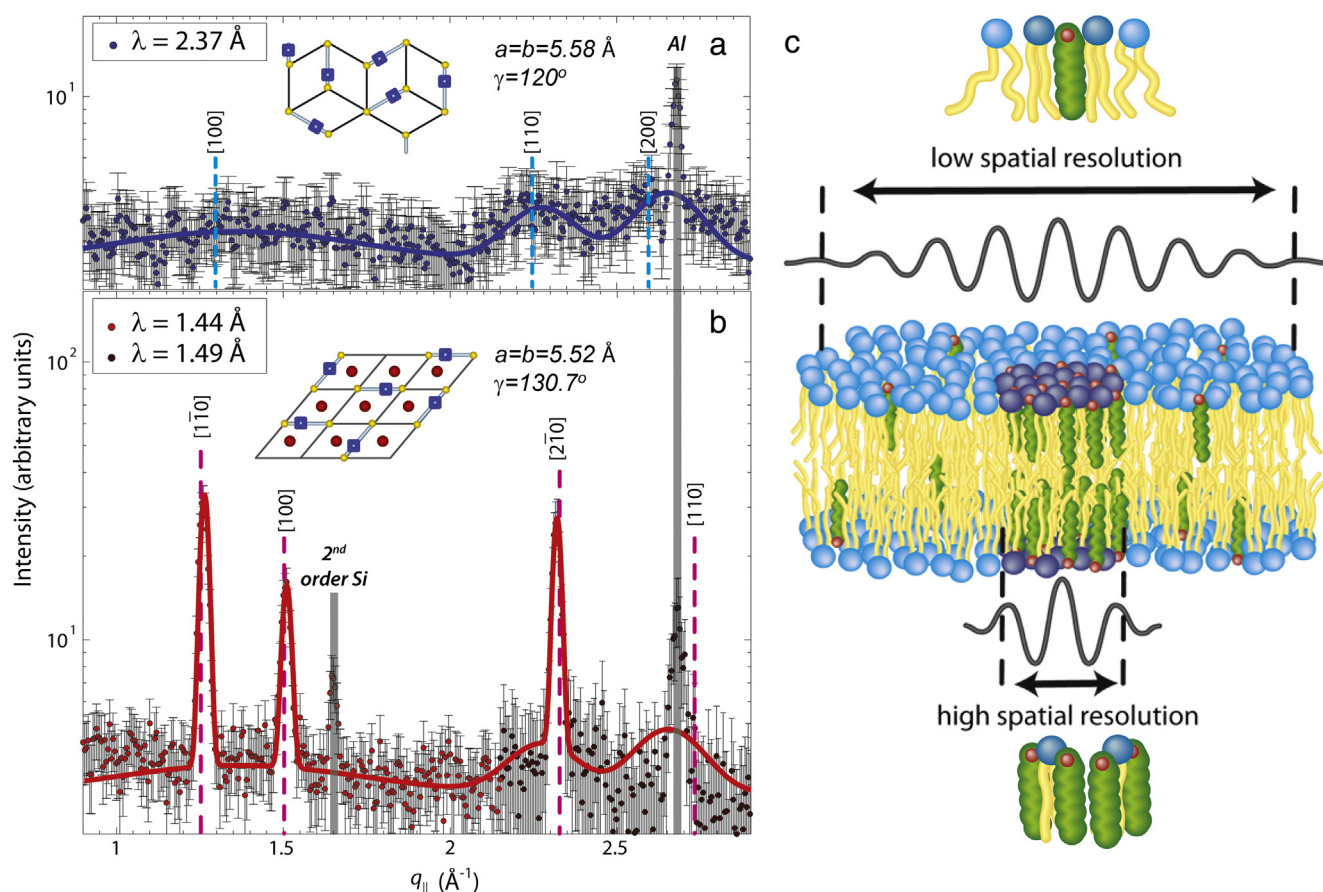 λ = 2.37 Å
a=b=5.58 Å
γ=120°
Al
a
10¹
[100]
[110]
[200]
λ = 1.44 Å
λ = 1.49 Å
a=b=5.52 Å
γ=130.7°
b
10²
10¹
[11̄0]
[100]
2nd
order Si
[21̄0]
[110]
Intensity (arbitrary units)
1
1.5
2
2.5
q|| (Å⁻¹)
c
low spatial resolution
high spatial resolution